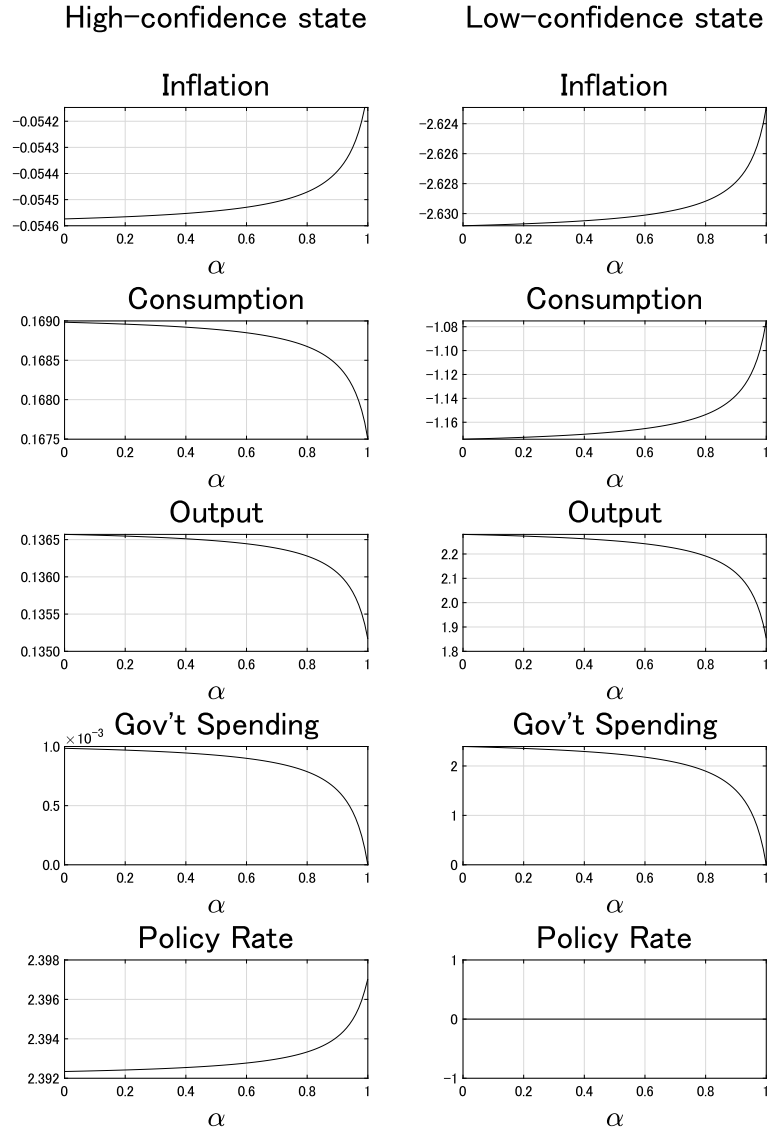 High-confidence state Low-confidence state
Inflation Inflation
-0.0542
-0.0543
-0.0544
-0.0545
-0.0546
-2.624
-2.626
-2.628
-2.630
0 0.2 0.4 0.6 0.8 1 0 0.2 0.4 0.6 0.8 1
α α
Consumption Consumption
0.1690
0.1685
0.1680
0.1675
-1.08
-1.10
-1.12
-1.14
-1.16
0 0.2 0.4 0.6 0.8 1 0 0.2 0.4 0.6 0.8 1
α α
Output Output
0.1365
0.1360
0.1355
0.1350
2.2
2.1
2.0
1.9
1.8
0 0.2 0.4 0.6 0.8 1 0 0.2 0.4 0.6 0.8 1
α α
Gov't Spending Gov't Spending
×10⁻³
1.0
0.5
0.0
2
1
0
0 0.2 0.4 0.6 0.8 1 0 0.2 0.4 0.6 0.8 1
α α
Policy Rate Policy Rate
2.398
2.396
2.394
2.392
1
0
-1
0 0.2 0.4 0.6 0.8 1 0 0.2 0.4 0.6 0.8 1
α α